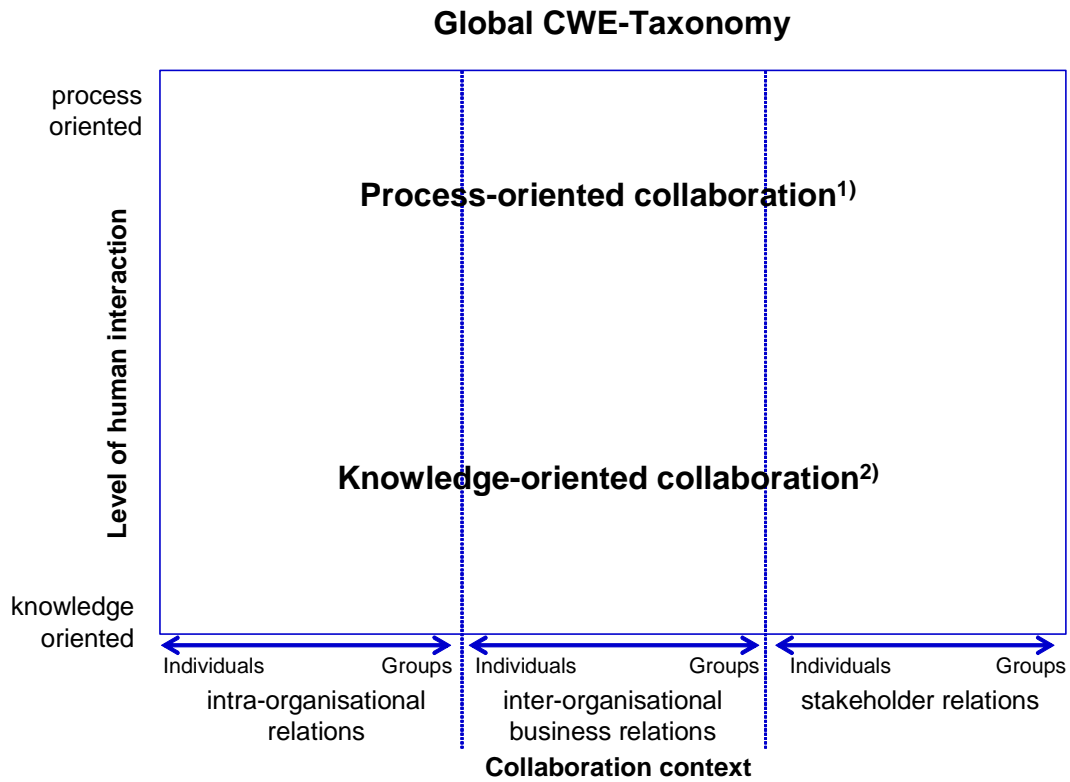 Global CWE-Taxonomy
process
oriented
Process-oriented collaboration1)
Level of human interaction
Knowledge-oriented collaboration2)
knowledge
oriented
Individuals Groups Individuals Groups Individuals Groups
intra-organisational
relations
inter-organisational
business relations
stakeholder relations
Collaboration context